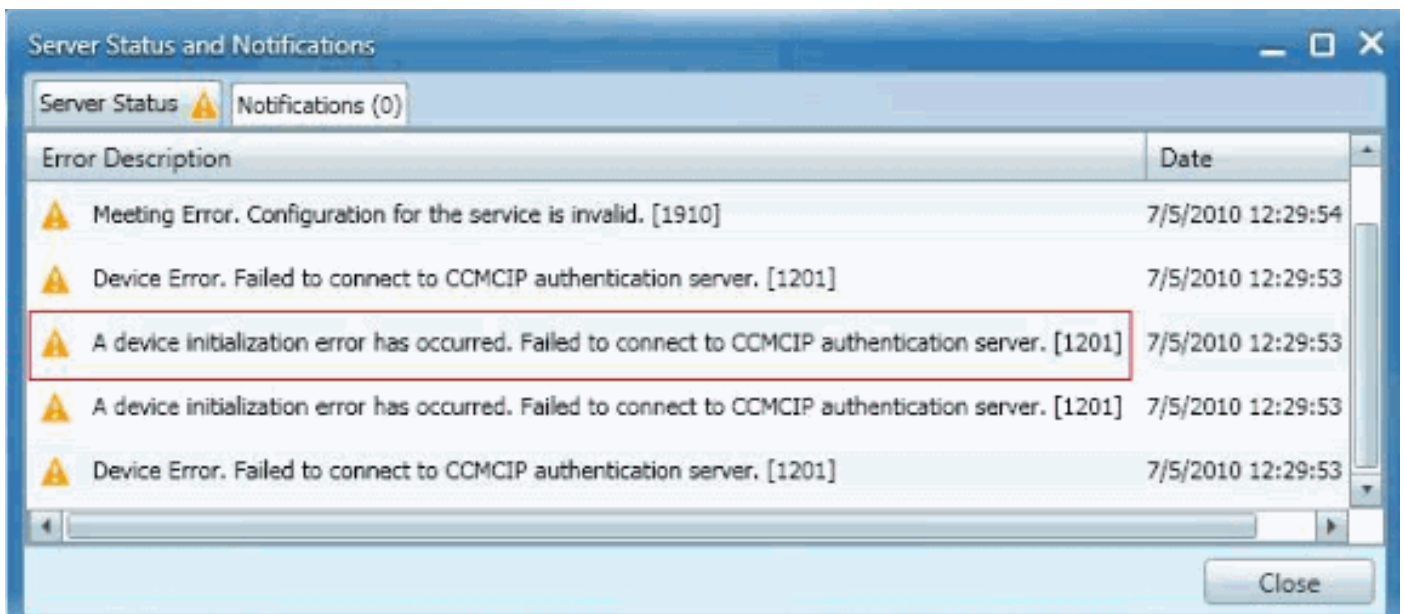 Server Status and Notifications
Server Status Notifications (0)
Error Description Date
Meeting Error. Configuration for the service is invalid. [1910] 7/5/2010 12:29:54
Device Error. Failed to connect to CCMCIP authentication server. [1201] 7/5/2010 12:29:53
A device initialization error has occurred. Failed to connect to CCMCIP authentication server. [1201] 7/5/2010 12:29:53
A device initialization error has occurred. Failed to connect to CCMCIP authentication server. [1201] 7/5/2010 12:29:53
Device Error. Failed to connect to CCMCIP authentication server. [1201] 7/5/2010 12:29:53
Close